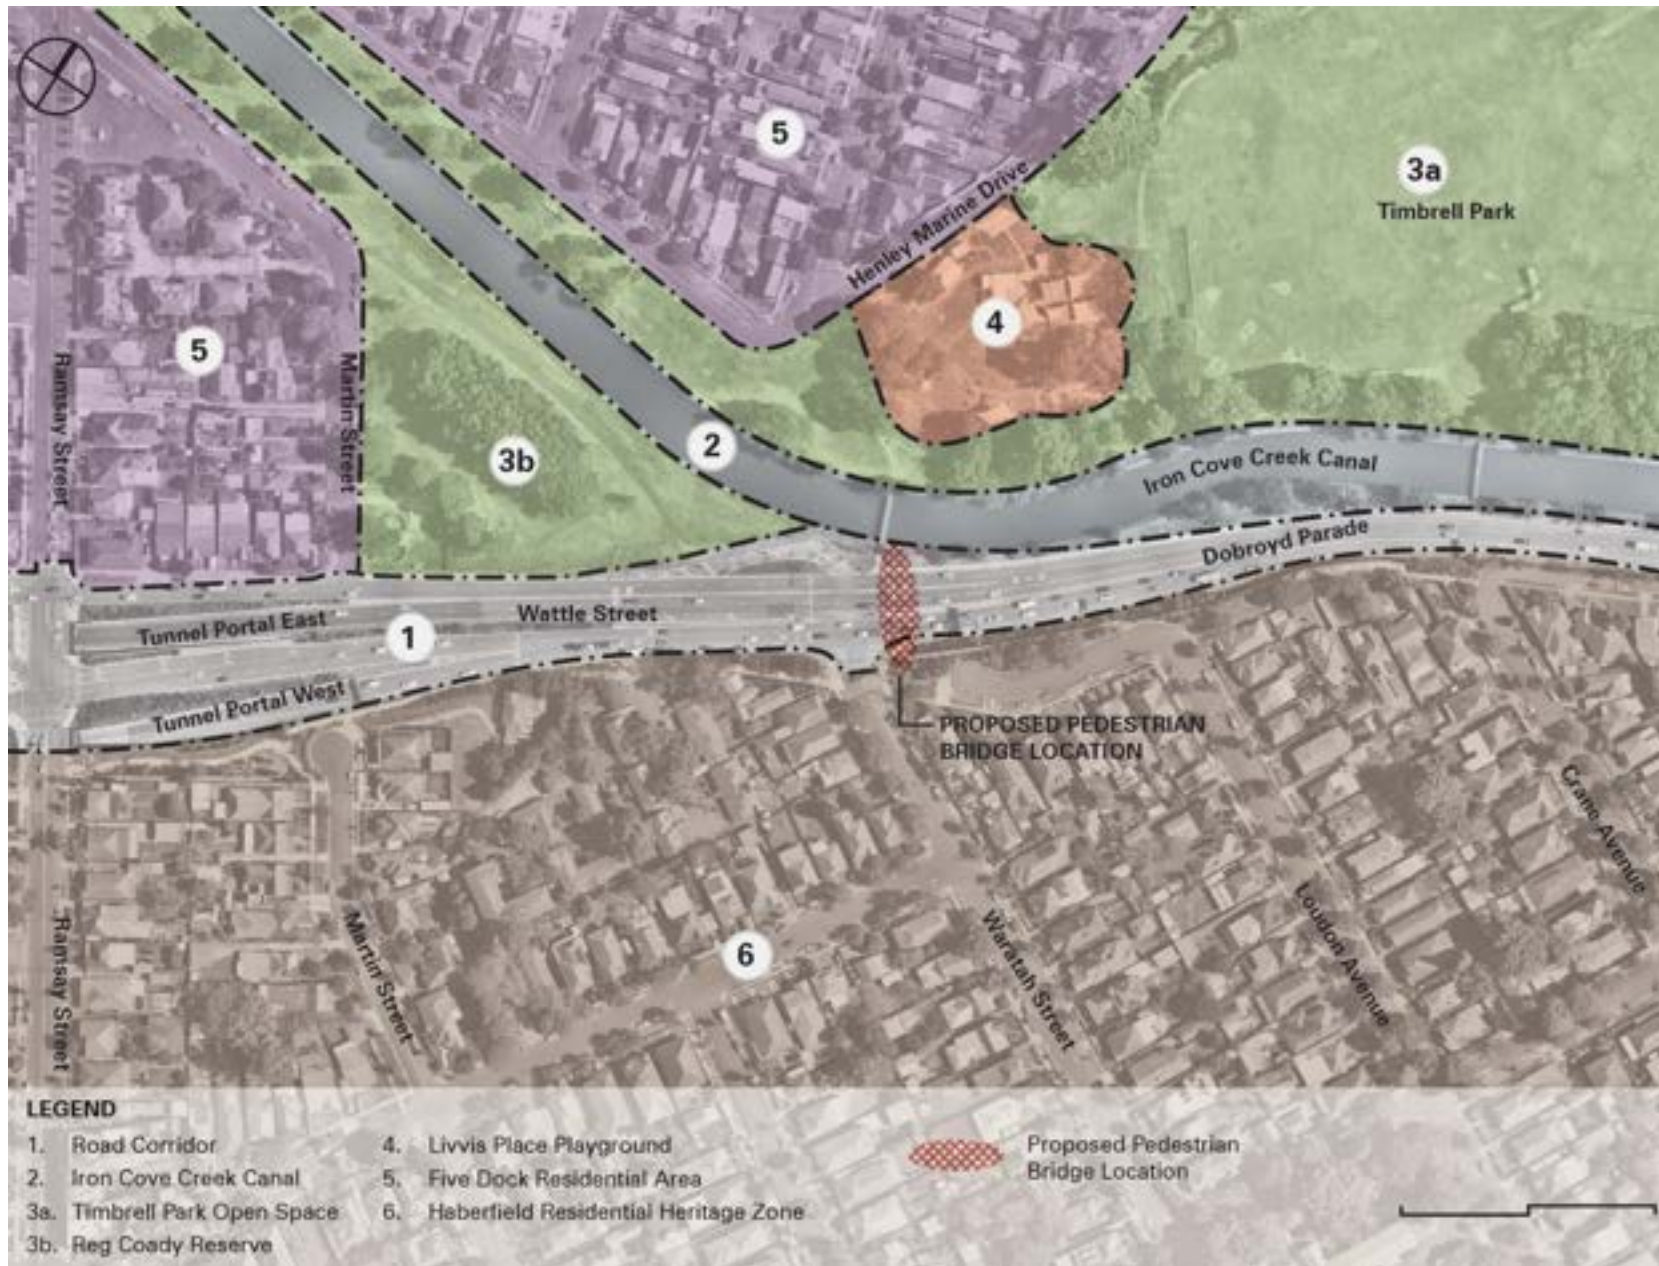 5
3a
Timbrell Park
Henley Marine Drive
4
5
Ramsay Street
Martin Street
3b
2
Iron Cove Creek Canal
Dobroyd Parade
Wattle Street
Tunnel Portal East
1
Tunnel Portal West
PROPOSED PEDESTRIAN
BRIDGE LOCATION
Crane Avenue
Loudon Avenue
Waratah Street
Martin Street
6
Ramsay Street
LEGEND
1. Road Corridor
2. Iron Cove Creek Canal
3a. Timbrell Park Open Space
3b. Reg Coady Reserve
4. Livvis Place Playground
5. Five Dock Residential Area
6. Haberfield Residential Heritage Zone
Proposed Pedestrian
Bridge Location